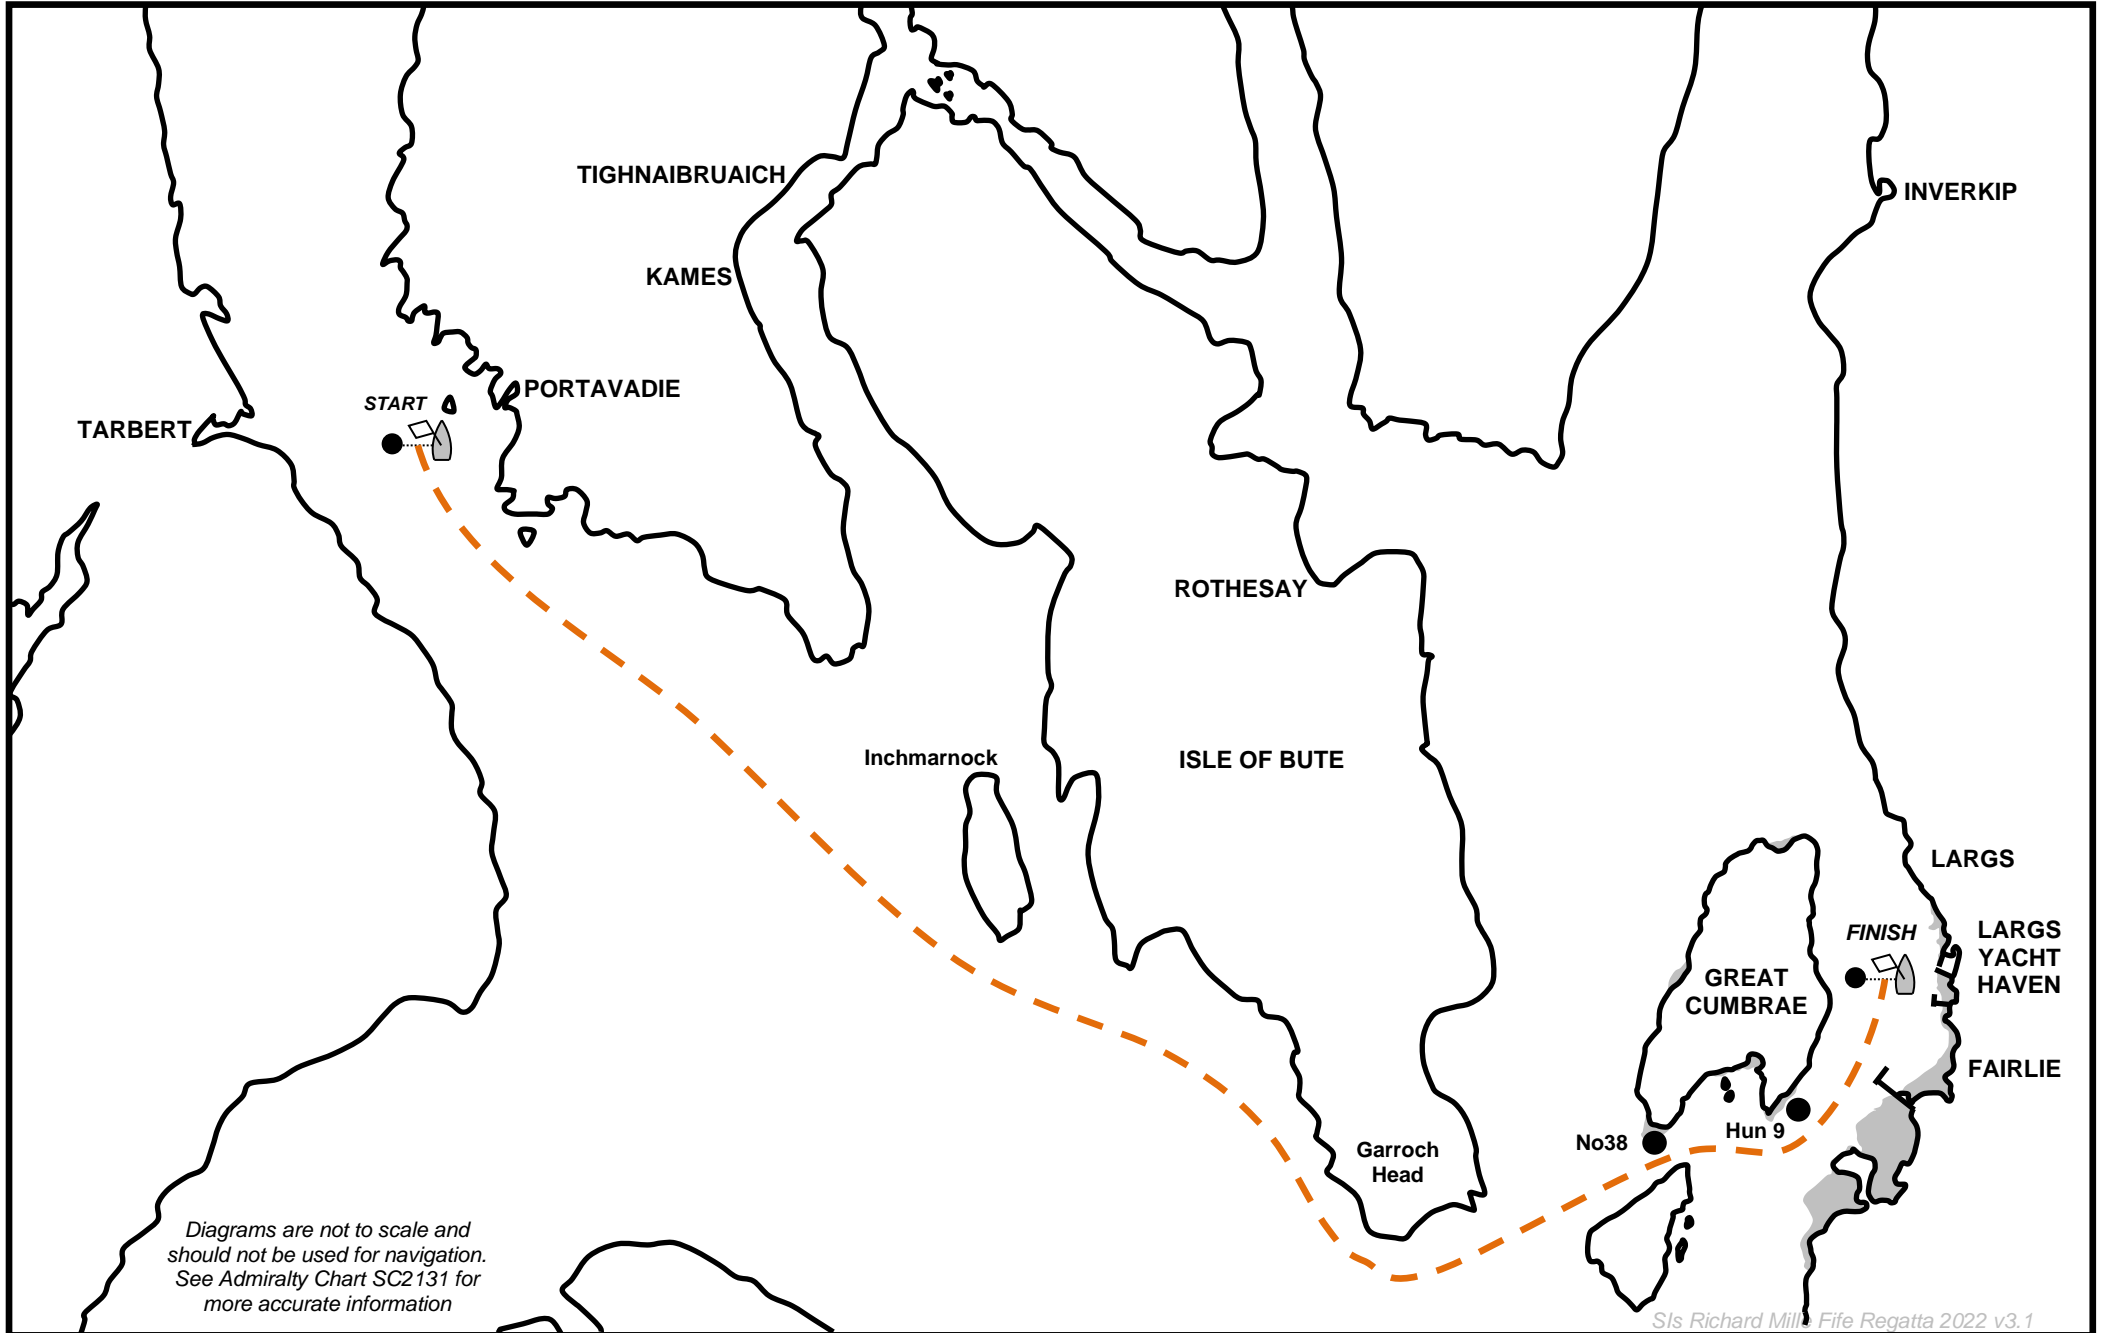 TIGHNAIBRUAICH
INVERKIP
KAMES
PORTAVADIE
START
TARBERT
ROTHESAY
Inchmarnock
ISLE OF BUTE
LARGS
FINISH
LARGS
YACHT
HAVEN
GREAT
CUMBRAE
FAIRLIE
Hun 9
No38
Garroch
Head
Diagrams are not to scale and
should not be used for navigation.
See Admiralty Chart SC2131 for
more accurate information
SIs Richard Mille Fife Regatta 2022 v3.1